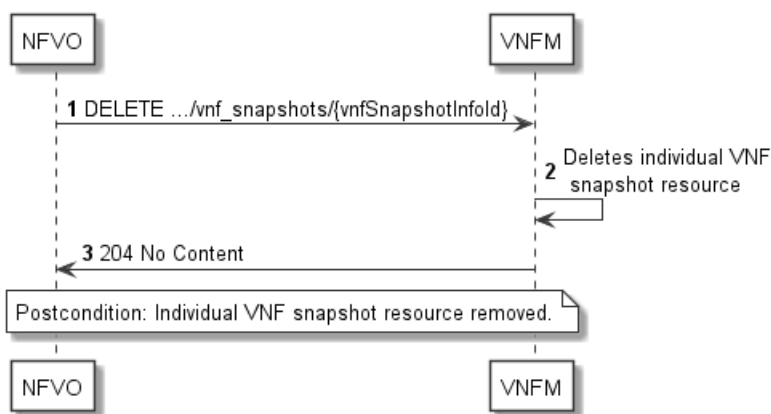 NFVO VNFM
1 DELETE .../vnf_snapshots/{vnfSnapshotInfoId}
2 Deletes individual VNF
snapshot resource
3 204 No Content
Postcondition: Individual VNF snapshot resource removed.
NFVO VNFM